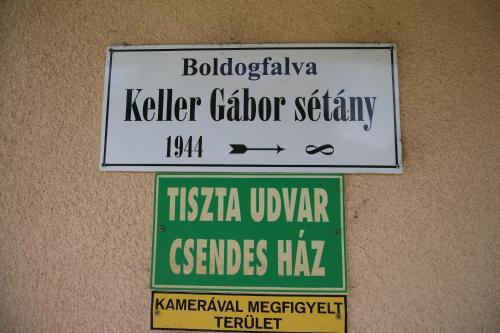 Boldogfalva
Keller Gábor sétány
1944 → ∞
TISZTA UDVAR
CSENDES HÁZ
KAMERÁVAL MEGFIGYELT
TERÜLET